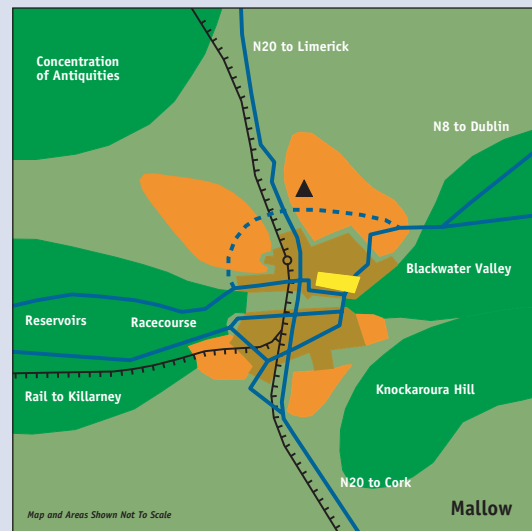 Concentration
of Antiquities
N20 to Limerick
N8 to Dublin
Blackwater Valley
Reservoirs
Racecourse
Rail to Killarney
Knockaroura Hill
N20 to Cork
Map and Areas Shown Not To Scale
Mallow